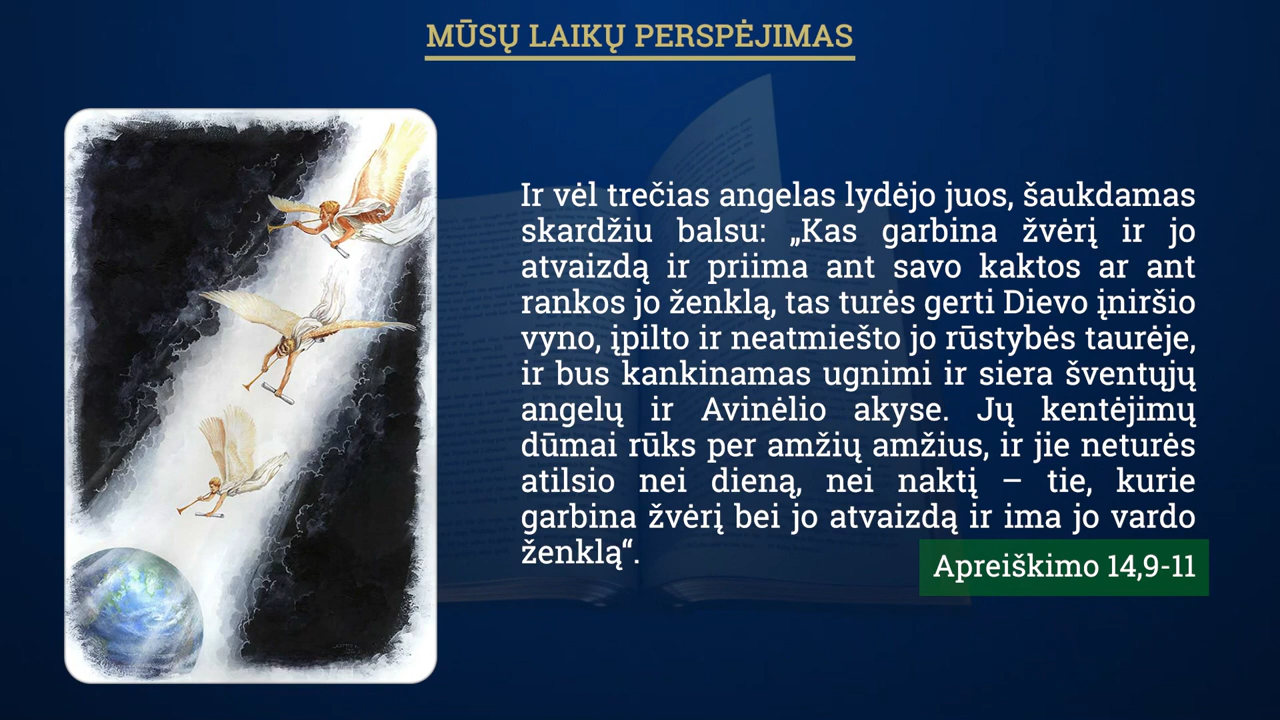 MŪSŲ LAIKŲ PERSPĖJIMAS
Ir vėl trečias angelas lydėjo juos, šaukdamas
skardžiu balsu: „Kas garbina žvėrį ir jo
atvaizdą ir priima ant savo kaktos ar ant
rankos jo ženklą, tas turės gerti Dievo įniršio
vyno, įpilto ir neatmiešto jo rūstybės taurėje,
ir bus kankinamas ugnimi ir siera šventųjų
angelų ir Avinėlio akyse. Jų kentėjimų
dūmai rūks per amžių amžius, ir jie neturės
atilsio nei dieną, nei naktį – tie, kurie
garbina žvėrį bei jo atvaizdą ir ima jo vardo
ženklą“.
Apreiškimo 14,9-11